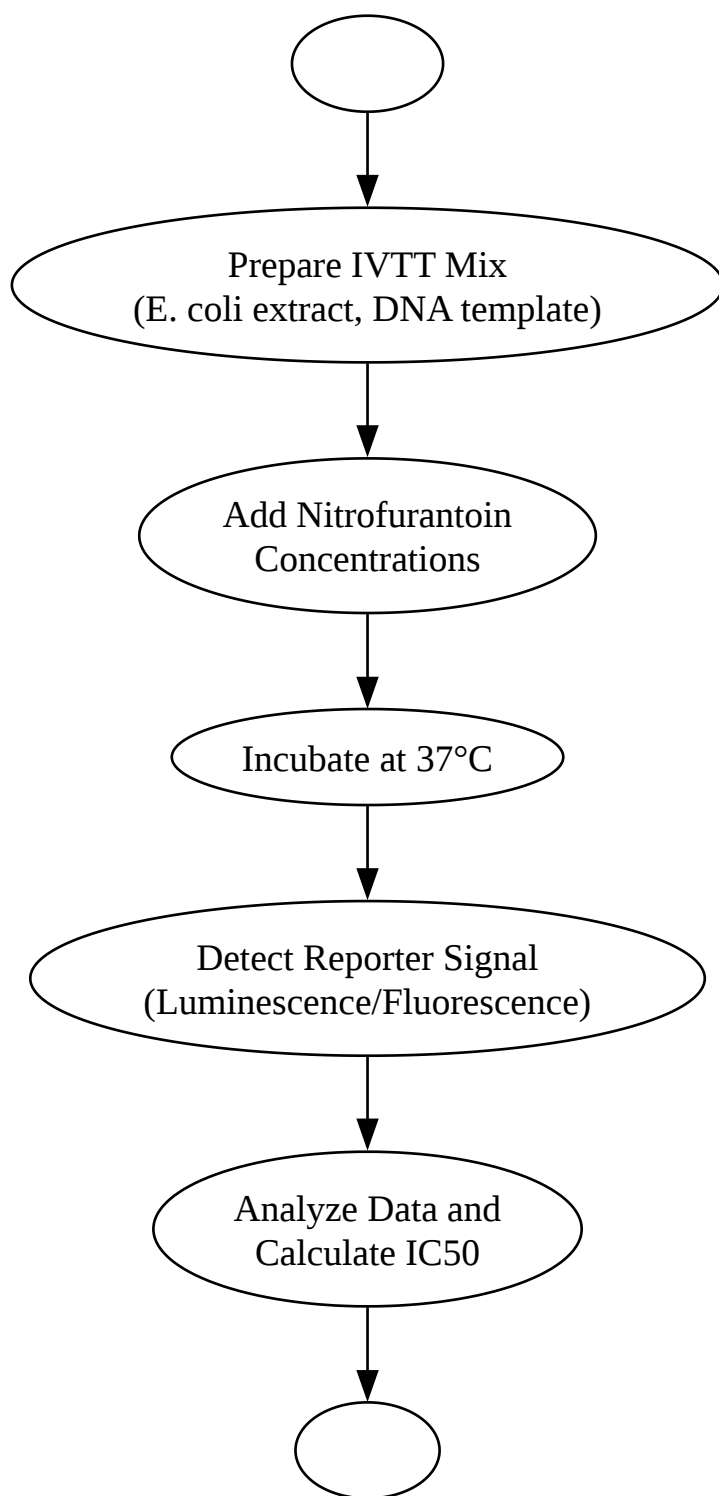 Prepare IVTT Mix
(E. coli extract, DNA template)
Add Nitrofurantoin
Concentrations
Incubate at 37°C
Detect Reporter Signal
(Luminescence/Fluorescence)
Analyze Data and
Calculate IC50